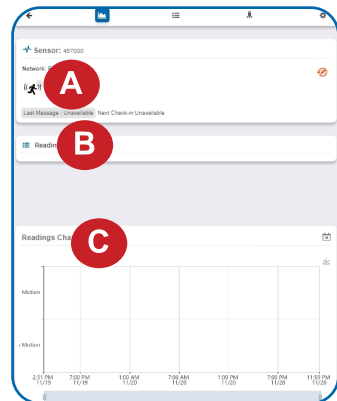 Sensor: 457000
Network:
A
Last Message : Unavailable Next Check-in:Unavailable
B
Readings Cha
C
Motion
Motion
2:31 PM 7:00 PM 1:00 AM 7:00 AM 1:00 PM 7:00 PM 11:59 PM
11/19 11/19 11/20 11/20 11/20 11/20 11/20